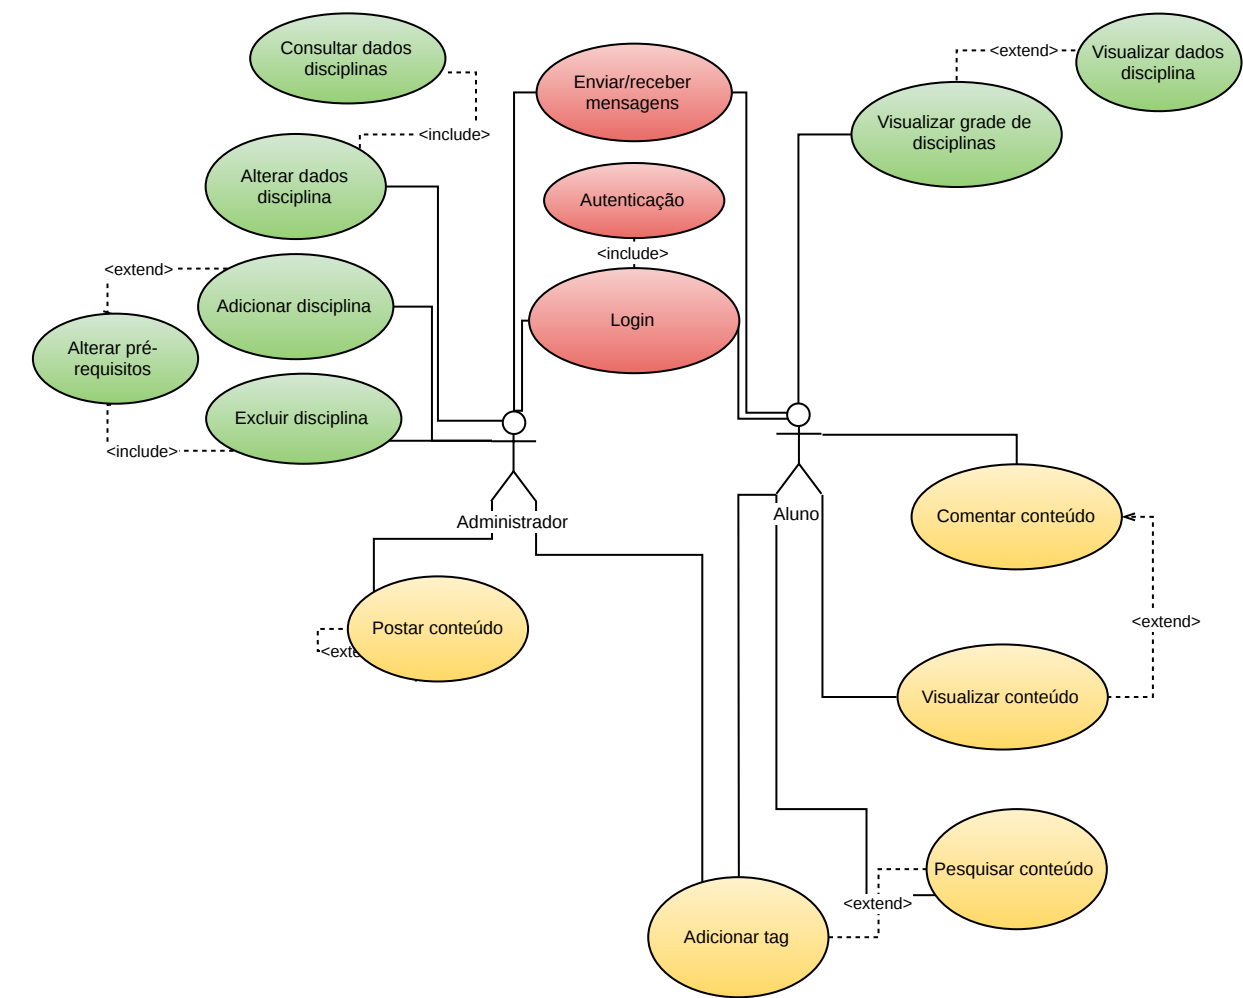 Consultar dados
disciplinas
Enviar/receber
mensagens
<extend>
Visualizar dados
disciplina
Visualizar grade de
disciplinas
<include>
Alterar dados
disciplina
Autenticação
<include>
<extend>
Adicionar disciplina
Login
Alterar pré-
requisitos
Excluir disciplina
<include>
Administrador
Aluno
Comentar conteúdo
Postar conteúdo
<exte
<extend>
Visualizar conteúdo
Pesquisar conteúdo
<extend>
Adicionar tag